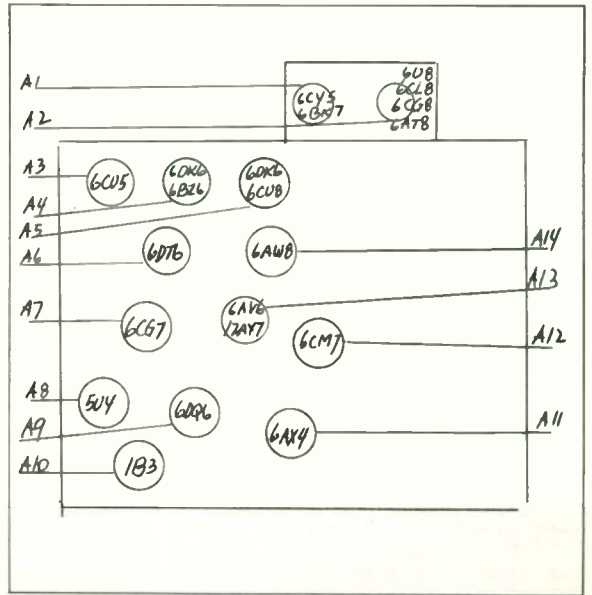 A1
6CY5
6BK7
6U8
6CL8
6CG8
6AT8
A2
A3
6CU5
6DK6
6BZ6
6DK6
6CU8
A4
A5
A6
6DT6
6AW8
A14
A13
A7
6CG7
6AV6
12AY7
6CM7
A12
A8
5U4
6DQ6
A9
6AX4
A11
A10
1B3